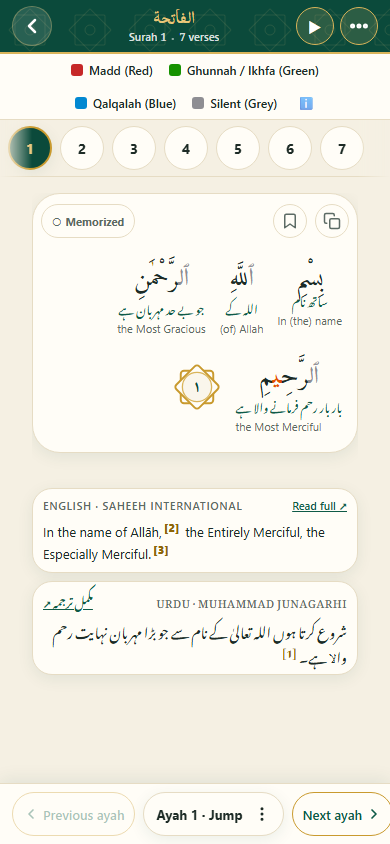 الفاتحة
Surah 1 · 7 verses
Madd (Red) Ghunnah / Ikhfa (Green)
Qalqalah (Blue) Silent (Grey) ℹ️
1 2 3 4 5 6 7
Memorized
بِسْمِ ٱللَّهِ ٱلرَّحْمَٰنِ
ساتھ نام اللہ کے جو بے حد مہربان ہے
In (the) name (of) Allah the Most Gracious
ٱلرَّحِيمِ ١
بار بار رحم فرمانے والا ہے
the Most Merciful
ENGLISH · SAHEEH INTERNATIONAL Read full ↗
In the name of Allāh,[2] the Entirely Merciful, the
Especially Merciful.[3]
URDU · MUHAMMAD JUNAGARHI مکمل ترجمہ ↗
شروع کرتا ہوں اللہ تعالیٰ کے نام سے جو بڑا مہربان نہایت رحم
واﻻ ہے۔ [1]
Previous ayah Ayah 1 · Jump Next ayah